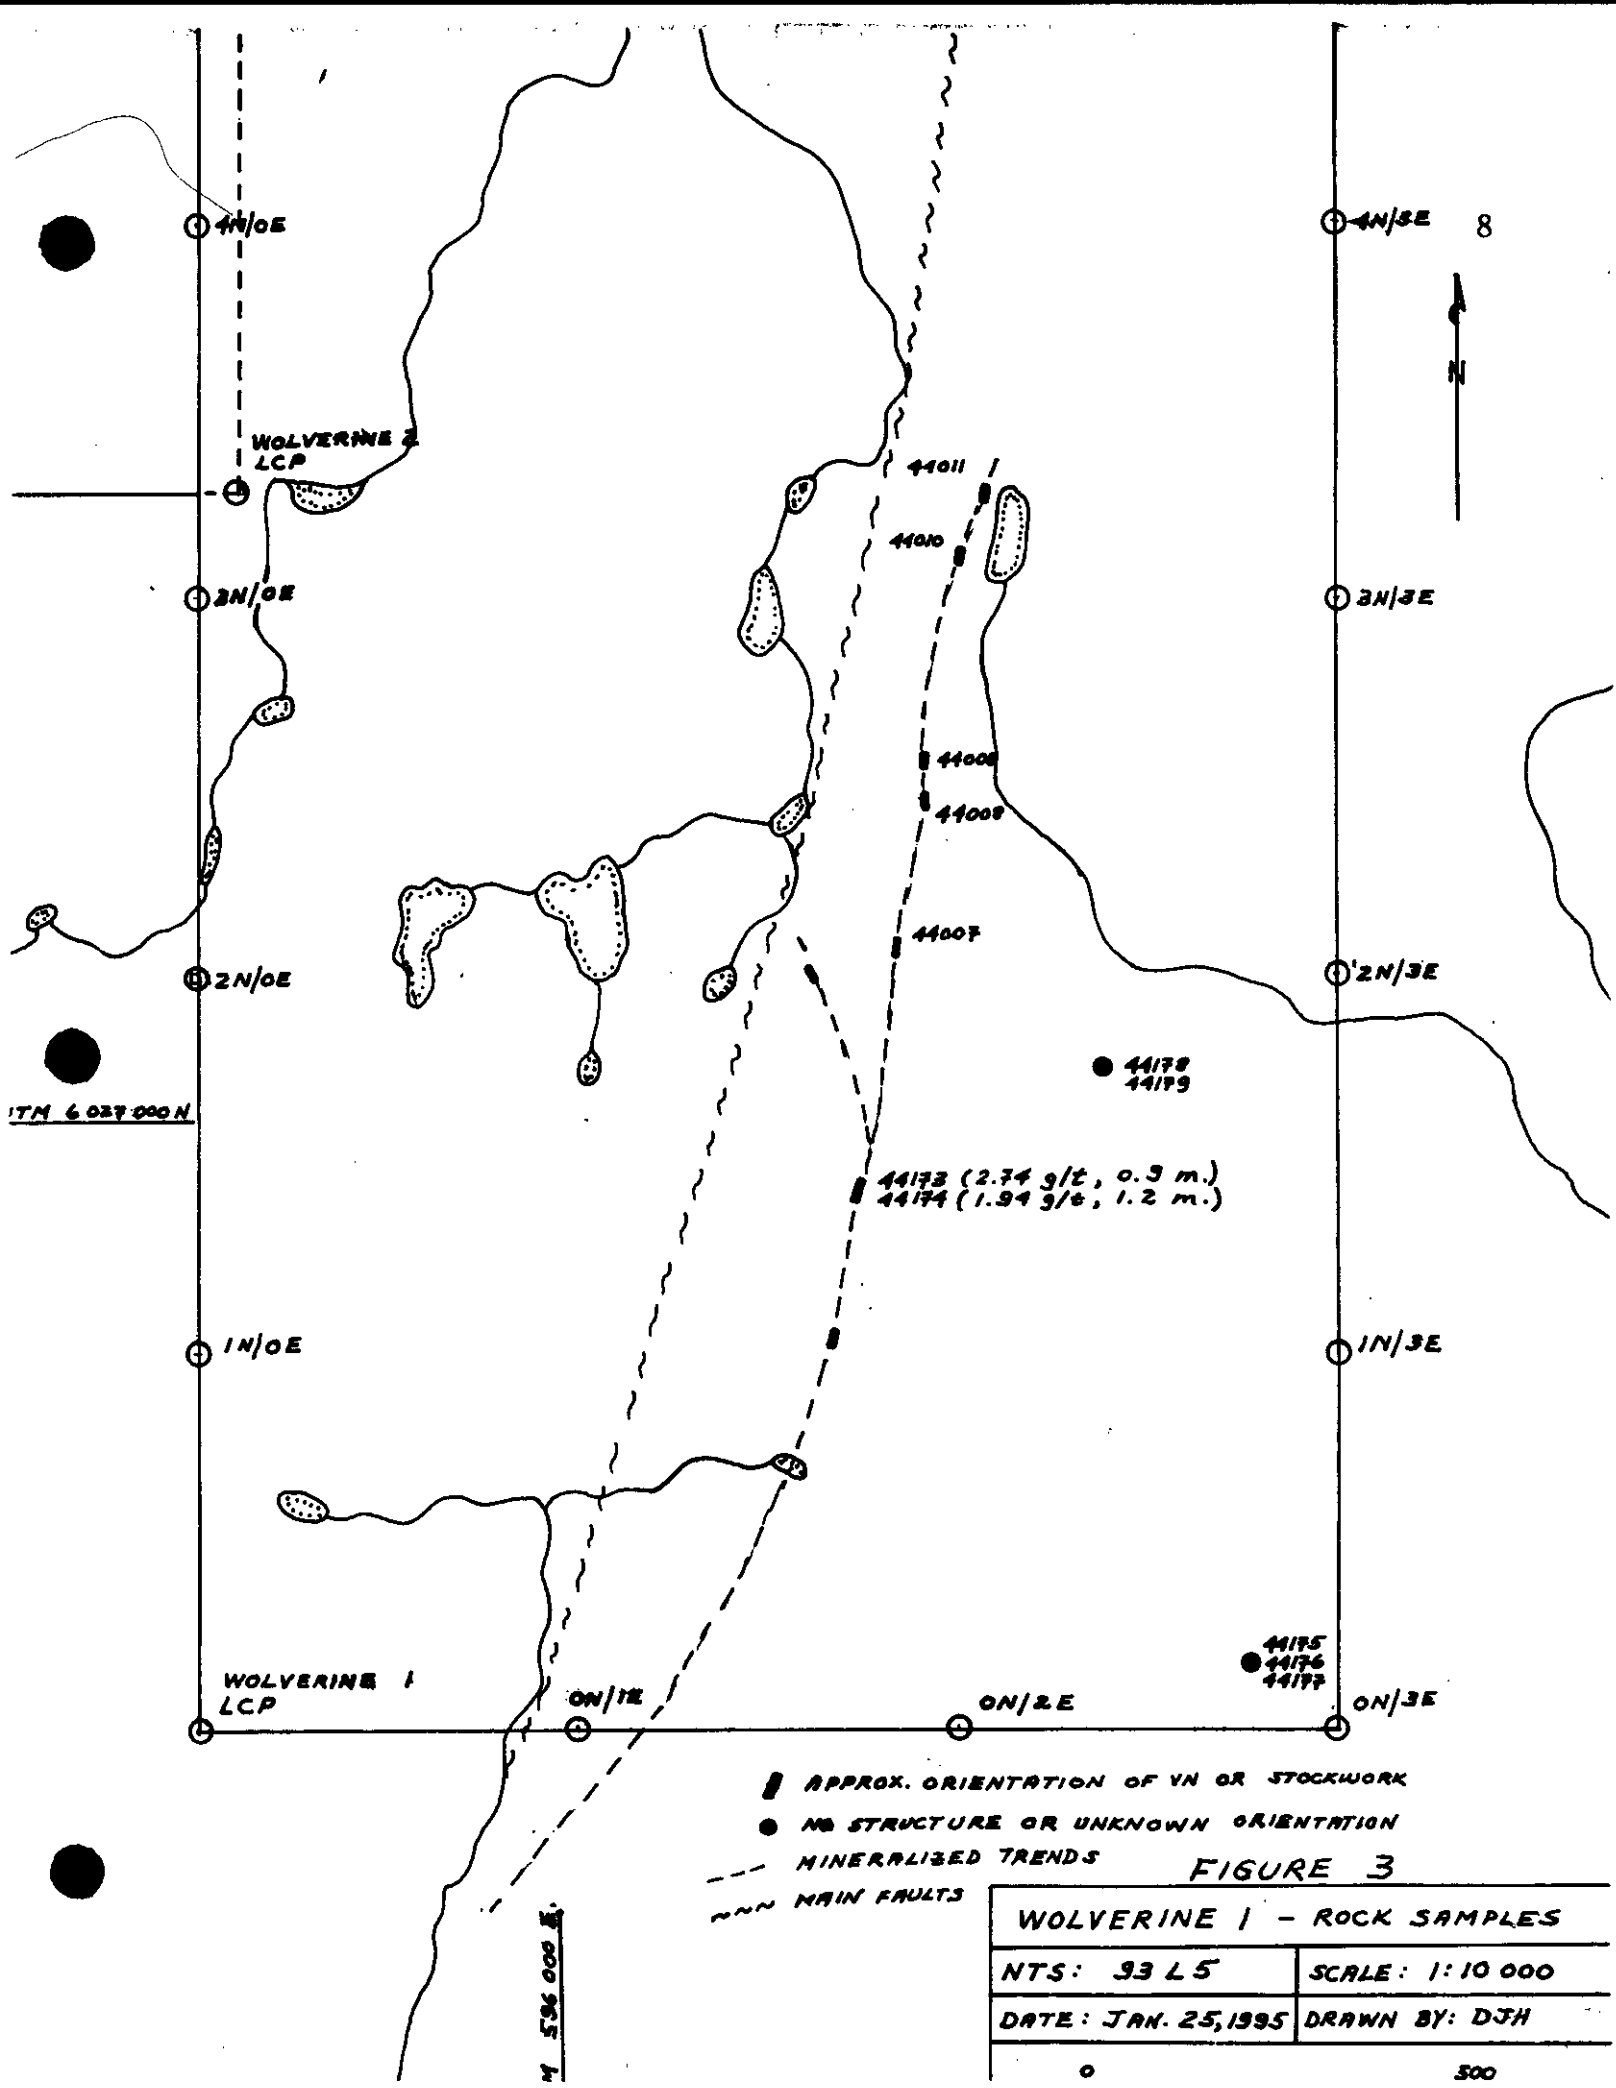 4N/0E
4N/3E
8
N
WOLVERINE 2
LCP
44011
44010
3N/0E
3N/3E
44009
44008
44007
2N/0E
2N/3E
44178
44179
UTM 6 027 000 N
44173 (2.74 g/t, 0.9 m.)
44174 (1.94 g/t, 1.2 m.)
1N/0E
1N/3E
44175
44176
44177
WOLVERINE 1
LCP
0N/1E
0N/2E
0N/3E
APPROX. ORIENTATION OF VN OR STOCKWORK
NO STRUCTURE OR UNKNOWN ORIENTATION
MINERALIZED TRENDS
MAIN FAULTS
FIGURE 3
WOLVERINE 1 - ROCK SAMPLES
NTS: 93 L 5
SCALE: 1:10 000
DATE: JAN. 25, 1995
DRAWN BY: DJH
M 596 000 E.
0
500